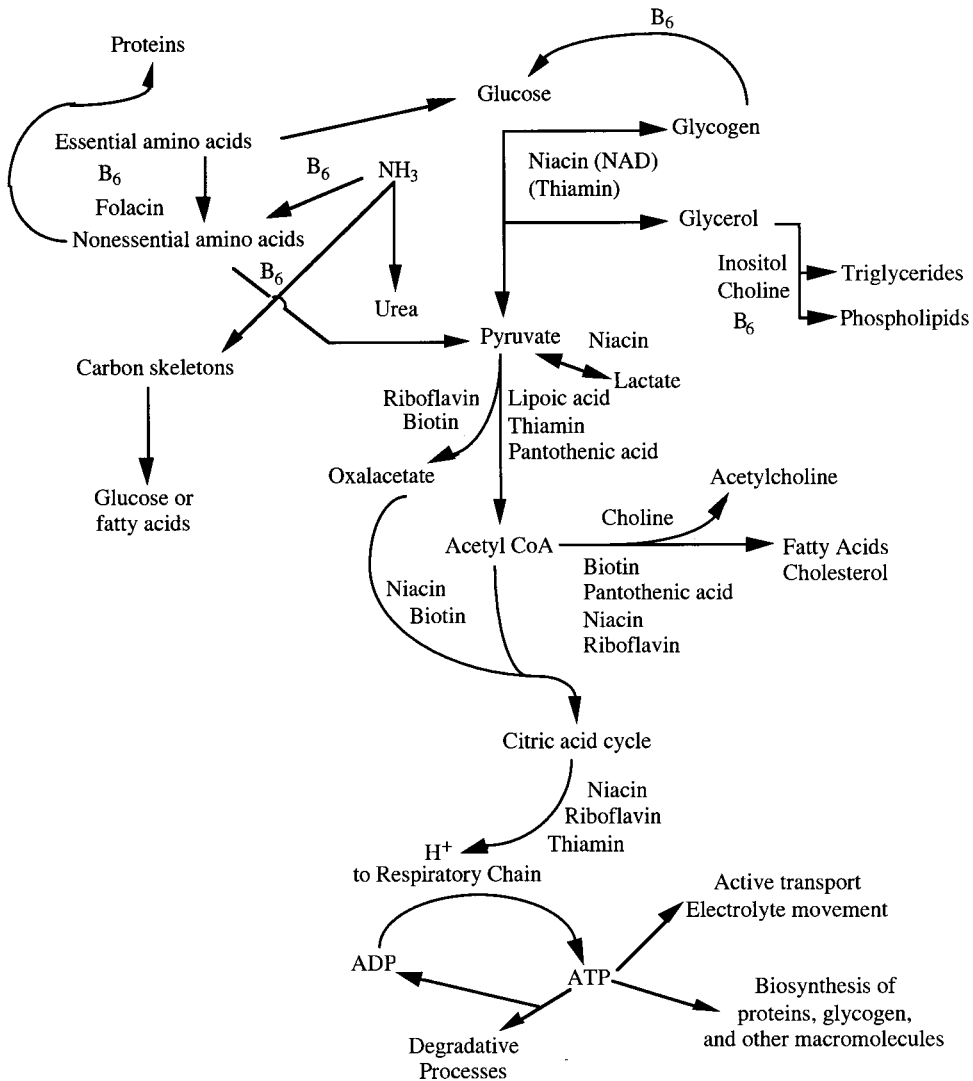 B6
Proteins
Glucose
Glycogen
Essential amino acids
B6
Folacin
B6
NH3
Niacin (NAD)
(Thiamin)
Nonessential amino acids
Glycerol
B6
Urea
Inositol
Choline
B6
Triglycerides
Phospholipids
Pyruvate
Niacin
Lactate
Carbon skeletons
Riboflavin
Biotin
Lipoic acid
Thiamin
Pantothenic acid
Oxalacetate
Glucose or
fatty acids
Acetylcholine
Choline
Acetyl CoA
Fatty Acids
Cholesterol
Biotin
Pantothenic acid
Niacin
Riboflavin
Niacin
Biotin
Citric acid cycle
Niacin
Riboflavin
Thiamin
H+
to Respiratory Chain
Active transport
Electrolyte movement
ADP
ATP
Biosynthesis of
proteins, glycogen,
and other macromolecules
Degradative
Processes